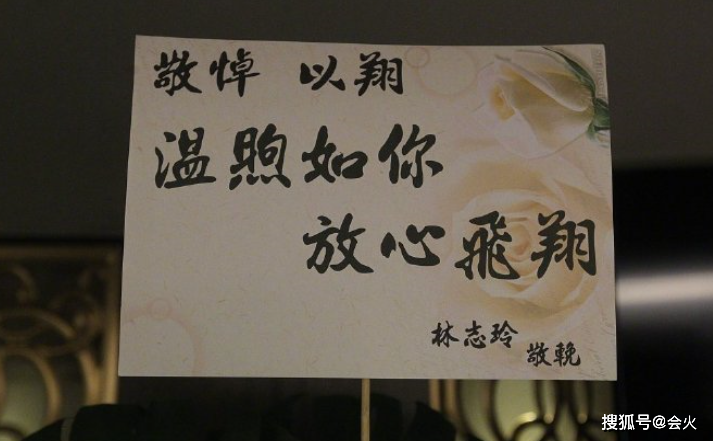 敬悼 以翔
溫煦如你
放心飛翔
林志玲
敬輓
搜狐号@会火